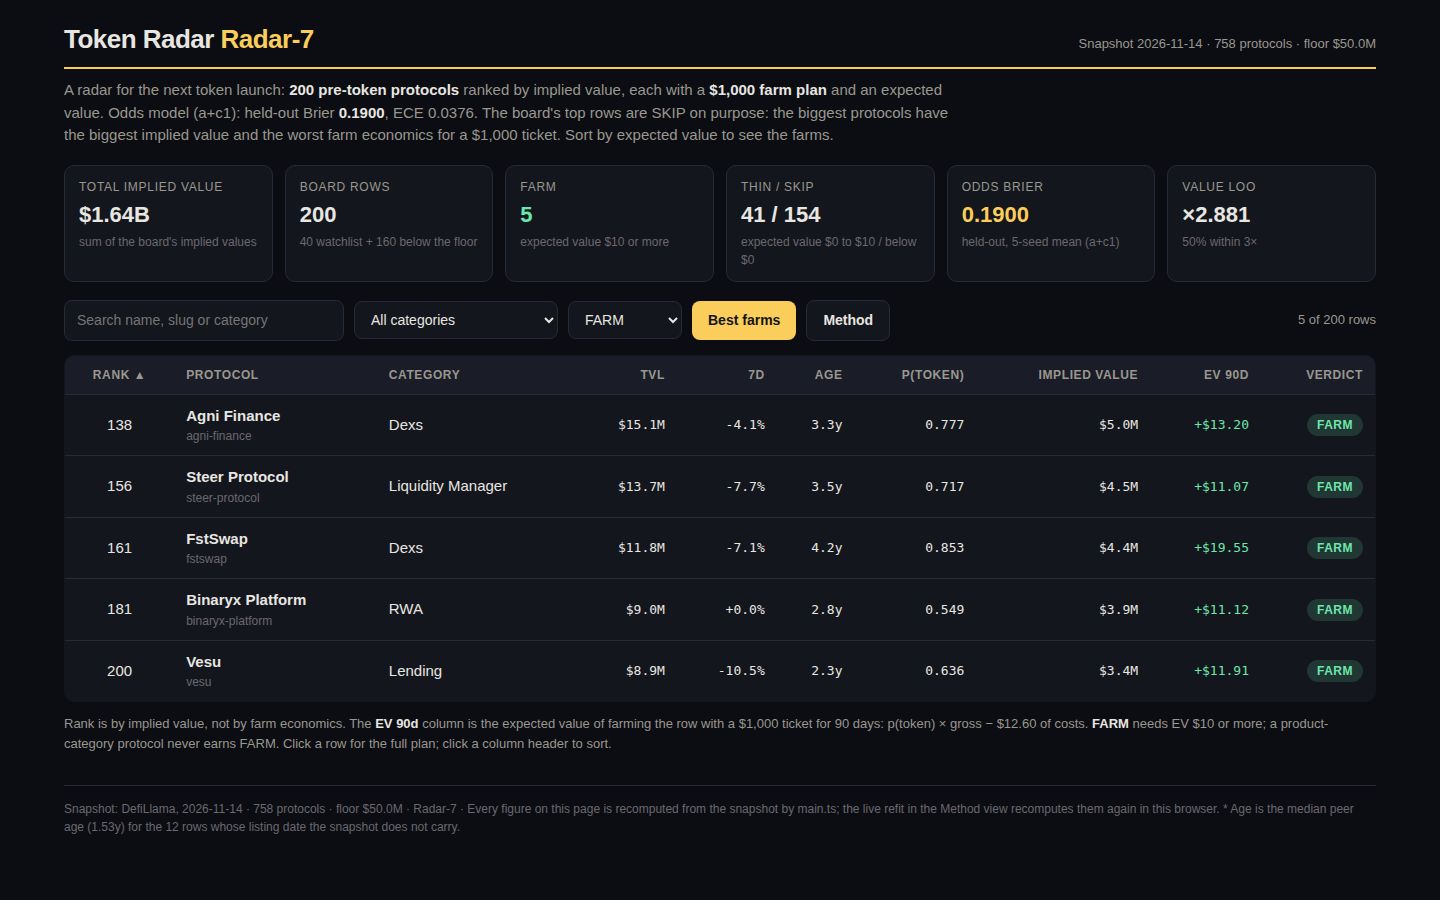 Token Radar Radar-7
Snapshot 2026-11-14 · 758 protocols · floor $50.0M
A radar for the next token launch: 200 pre-token protocols ranked by implied value, each with a $1,000 farm plan and an expected
value. Odds model (a+c1): held-out Brier 0.1900, ECE 0.0376. The board's top rows are SKIP on purpose: the biggest protocols have
the biggest implied value and the worst farm economics for a $1,000 ticket. Sort by expected value to see the farms.
TOTAL IMPLIED VALUE
$1.64B
sum of the board's implied values
BOARD ROWS
200
40 watchlist + 160 below the floor
FARM
5
expected value $10 or more
THIN / SKIP
41 / 154
expected value $0 to $10 / below
$0
ODDS BRIER
0.1900
held-out, 5-seed mean (a+c1)
VALUE LOO
×2.881
50% within 3×
Search name, slug or category
All categories
FARM
Best farms
Method
5 of 200 rows
RANK ▲ PROTOCOL CATEGORY TVL 7D AGE P(TOKEN) IMPLIED VALUE EV 90D VERDICT
138 Agni Finance Dexs $15.1M -4.1% 3.3y 0.777 $5.0M +$13.20 FARM
agni-finance
156 Steer Protocol Liquidity Manager $13.7M -7.7% 3.5y 0.717 $4.5M +$11.07 FARM
steer-protocol
161 FstSwap Dexs $11.8M -7.1% 4.2y 0.853 $4.4M +$19.55 FARM
fstswap
181 Binaryx Platform RWA $9.0M +0.0% 2.8y 0.549 $3.9M +$11.12 FARM
binaryx-platform
200 Vesu Lending $8.9M -10.5% 2.3y 0.636 $3.4M +$11.91 FARM
vesu
Rank is by implied value, not by farm economics. The EV 90d column is the expected value of farming the row with a $1,000 ticket for 90 days: p(token) × gross − $12.60 of costs. FARM needs EV $10 or more; a product-
category protocol never earns FARM. Click a row for the full plan; click a column header to sort.
Snapshot: DefiLlama, 2026-11-14 · 758 protocols · floor $50.0M · Radar-7 · Every figure on this page is recomputed from the snapshot by main.ts; the live refit in the Method view recomputes them again in this browser. * Age is the median peer
age (1.53y) for the 12 rows whose listing date the snapshot does not carry.